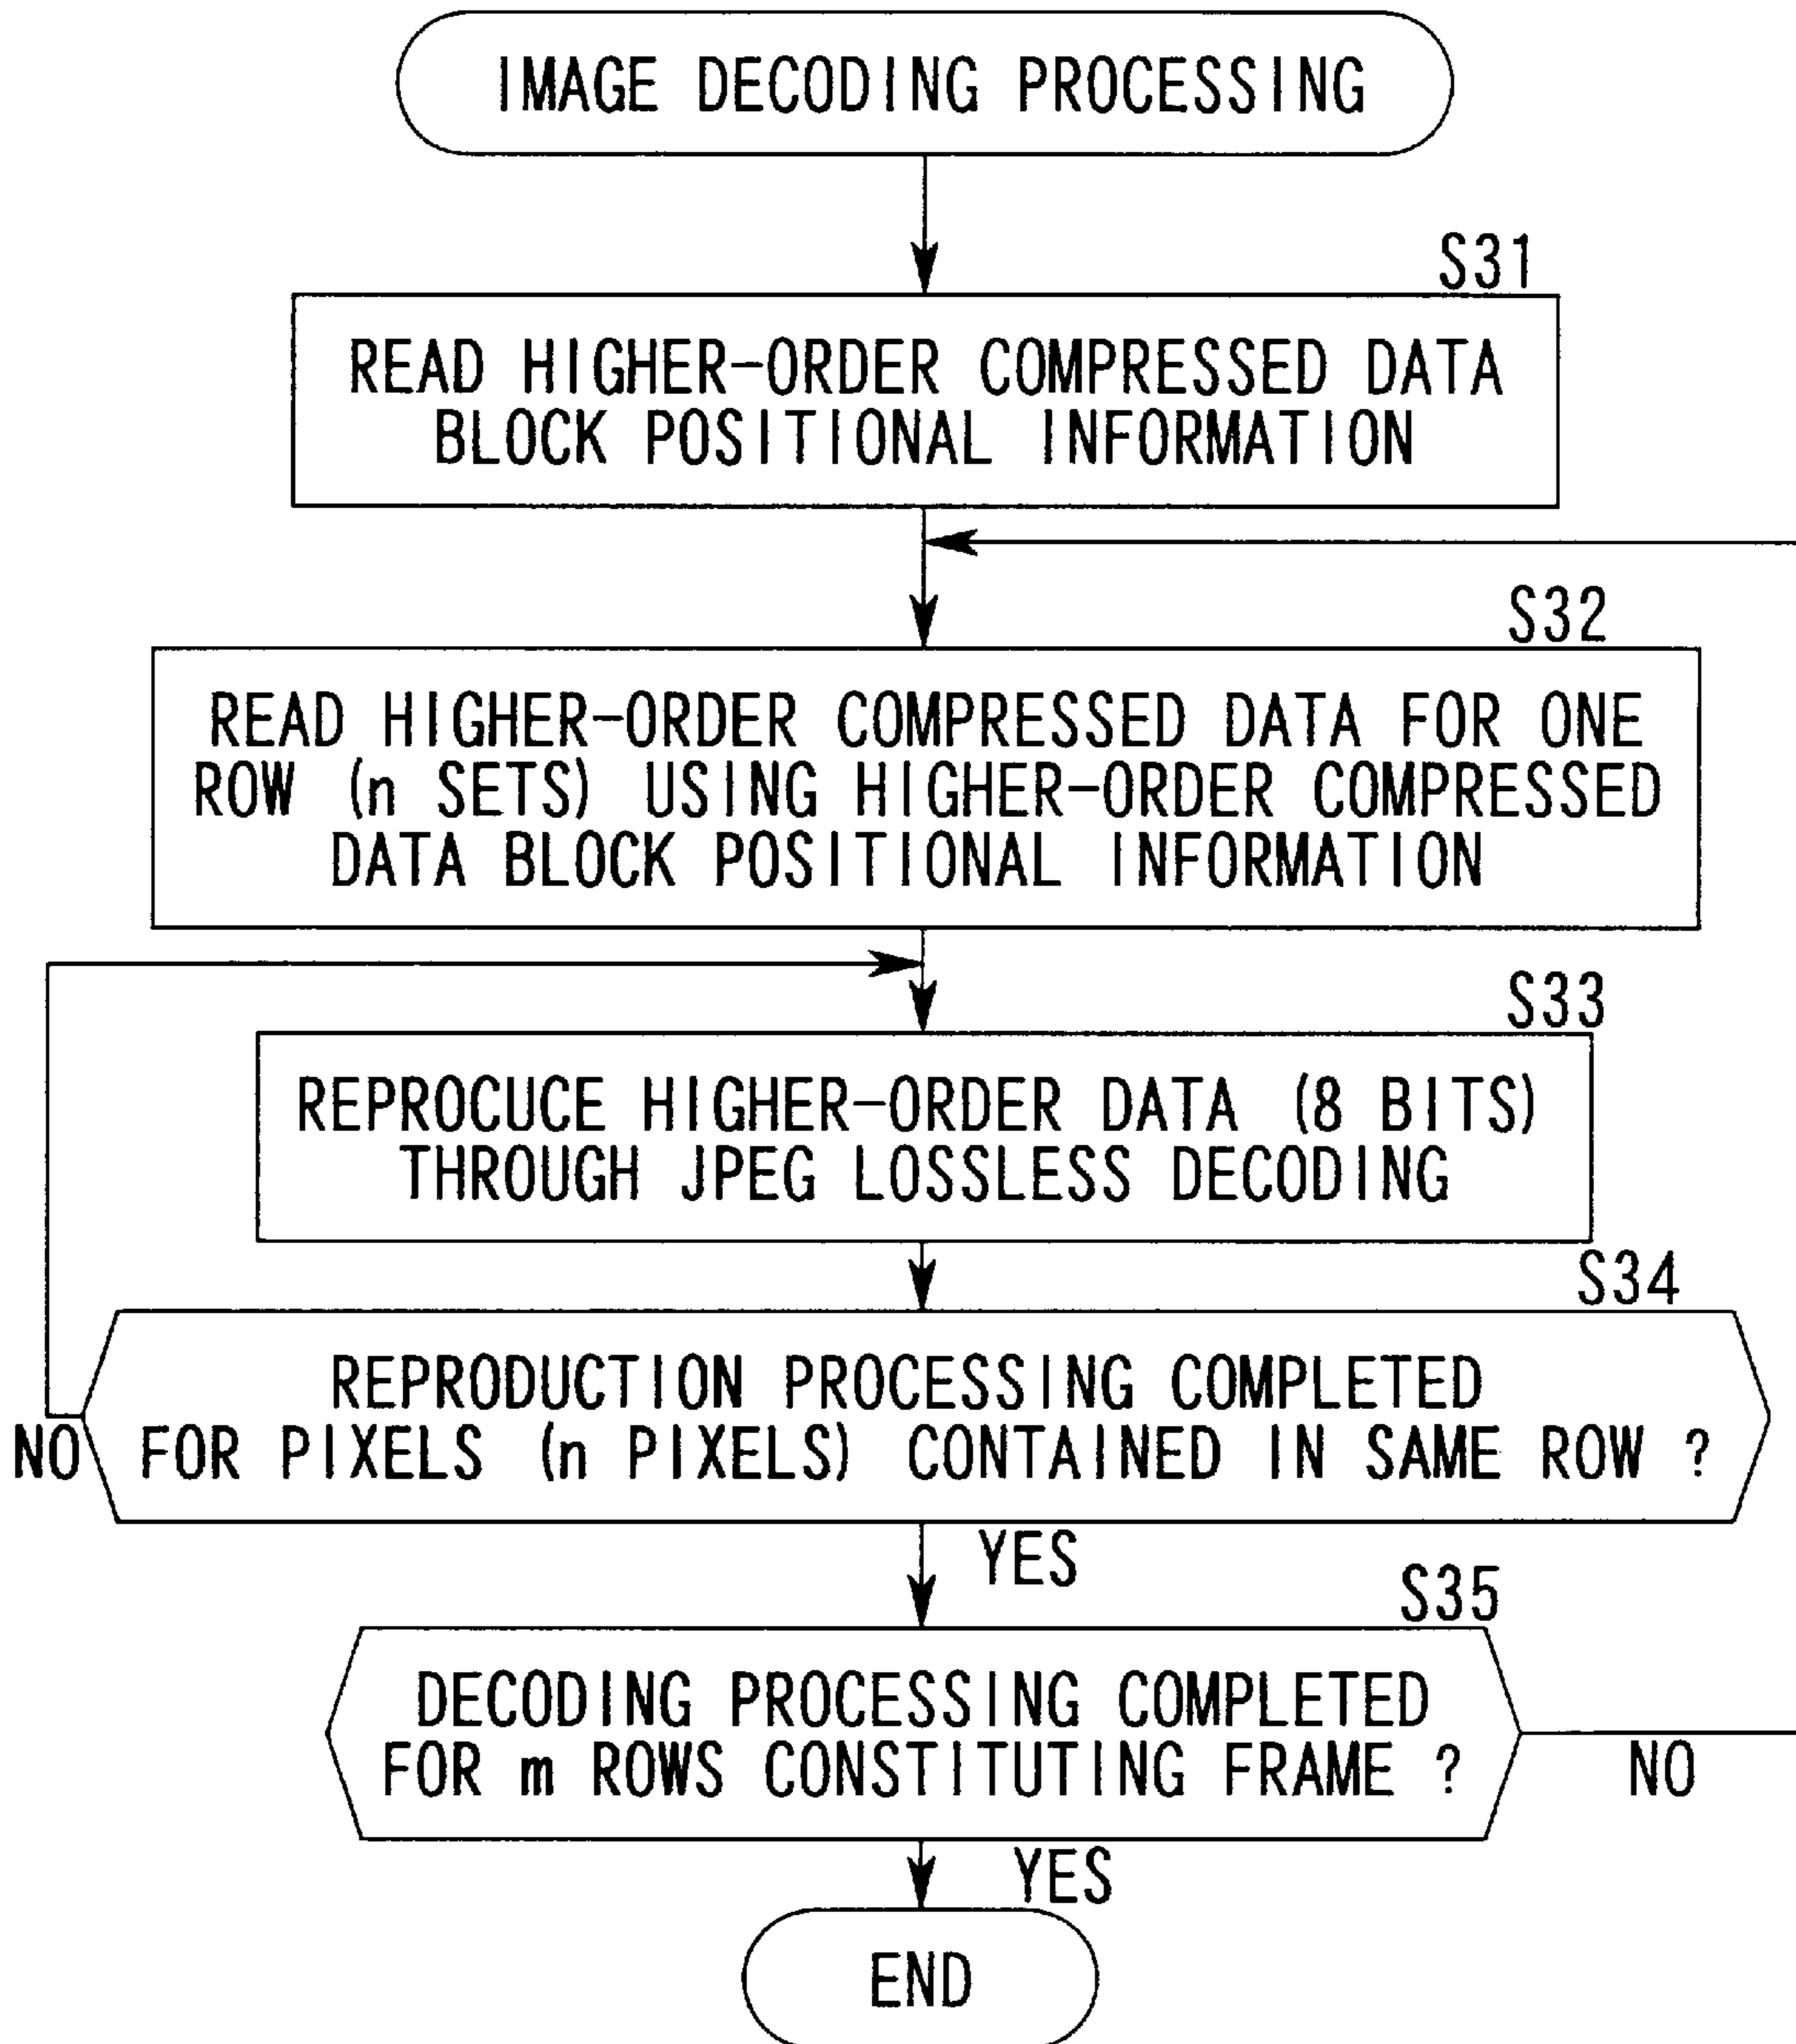 IMAGE DECODING PROCESSING
S31
READ HIGHER-ORDER COMPRESSED DATA
BLOCK POSITIONAL INFORMATION
S32
READ HIGHER-ORDER COMPRESSED DATA FOR ONE
ROW (n SETS) USING HIGHER-ORDER COMPRESSED
DATA BLOCK POSITIONAL INFORMATION
S33
REPROCUCE HIGHER-ORDER DATA (8 BITS)
THROUGH JPEG LOSSLESS DECODING
S34
REPRODUCTION PROCESSING COMPLETED
FOR PIXELS (n PIXELS) CONTAINED IN SAME ROW ?
NO
YES
S35
DECODING PROCESSING COMPLETED
FOR m ROWS CONSTITUTING FRAME ?
NO
YES
END